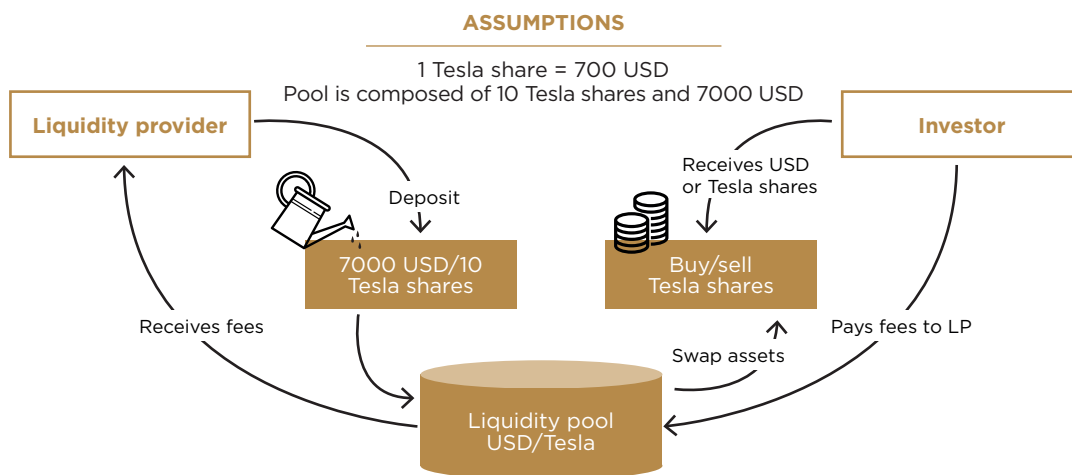 ASSUMPTIONS
1 Tesla share = 700 USD
Pool is composed of 10 Tesla shares and 7000 USD
Liquidity provider
Investor
Deposit
Receives USD
or Tesla shares
7000 USD/10
Tesla shares
Buy/sell
Tesla shares
Receives fees
Pays fees to LP
Swap assets
Liquidity pool
USD/Tesla